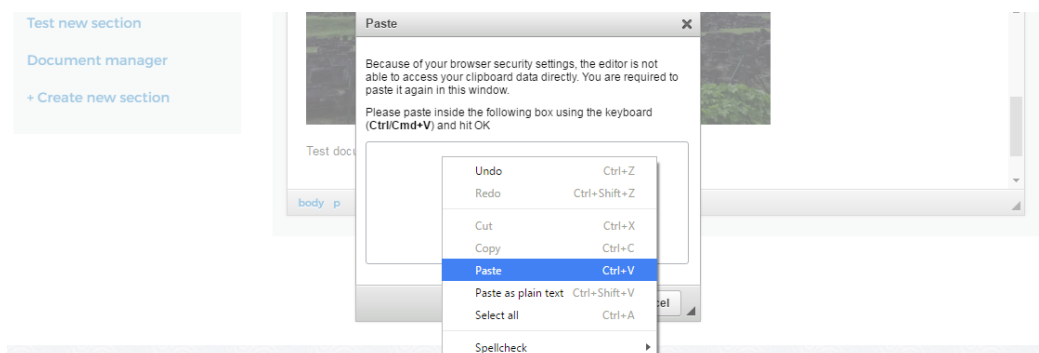 Test new section
Document manager
+ Create new section
Paste
Because of your browser security settings, the editor is not
able to access your clipboard data directly. You are required to
paste it again in this window.
Please paste inside the following box using the keyboard
(Ctrl/Cmd+V) and hit OK
Test
Undo Ctrl+Z
Redo Ctrl+Shift+Z
Cut Ctrl+X
Copy Ctrl+C
Paste Ctrl+V
Paste as plain text Ctrl+Shift+V
Select all Ctrl+A
Spellcheck
body p